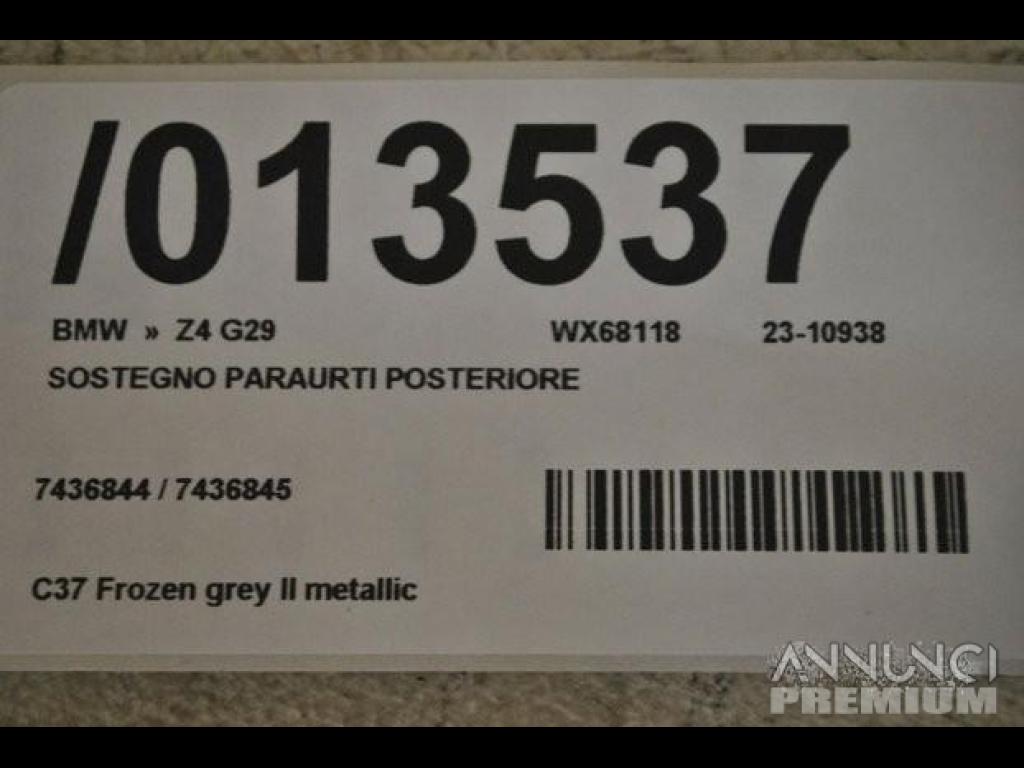 /013537
BMW » Z4 G29 WX68118 23-10938
SOSTEGNO PARAURTI POSTERIORE
7436844 / 7436845
C37 Frozen grey II metallic
ANNUNCI
PREMIUM